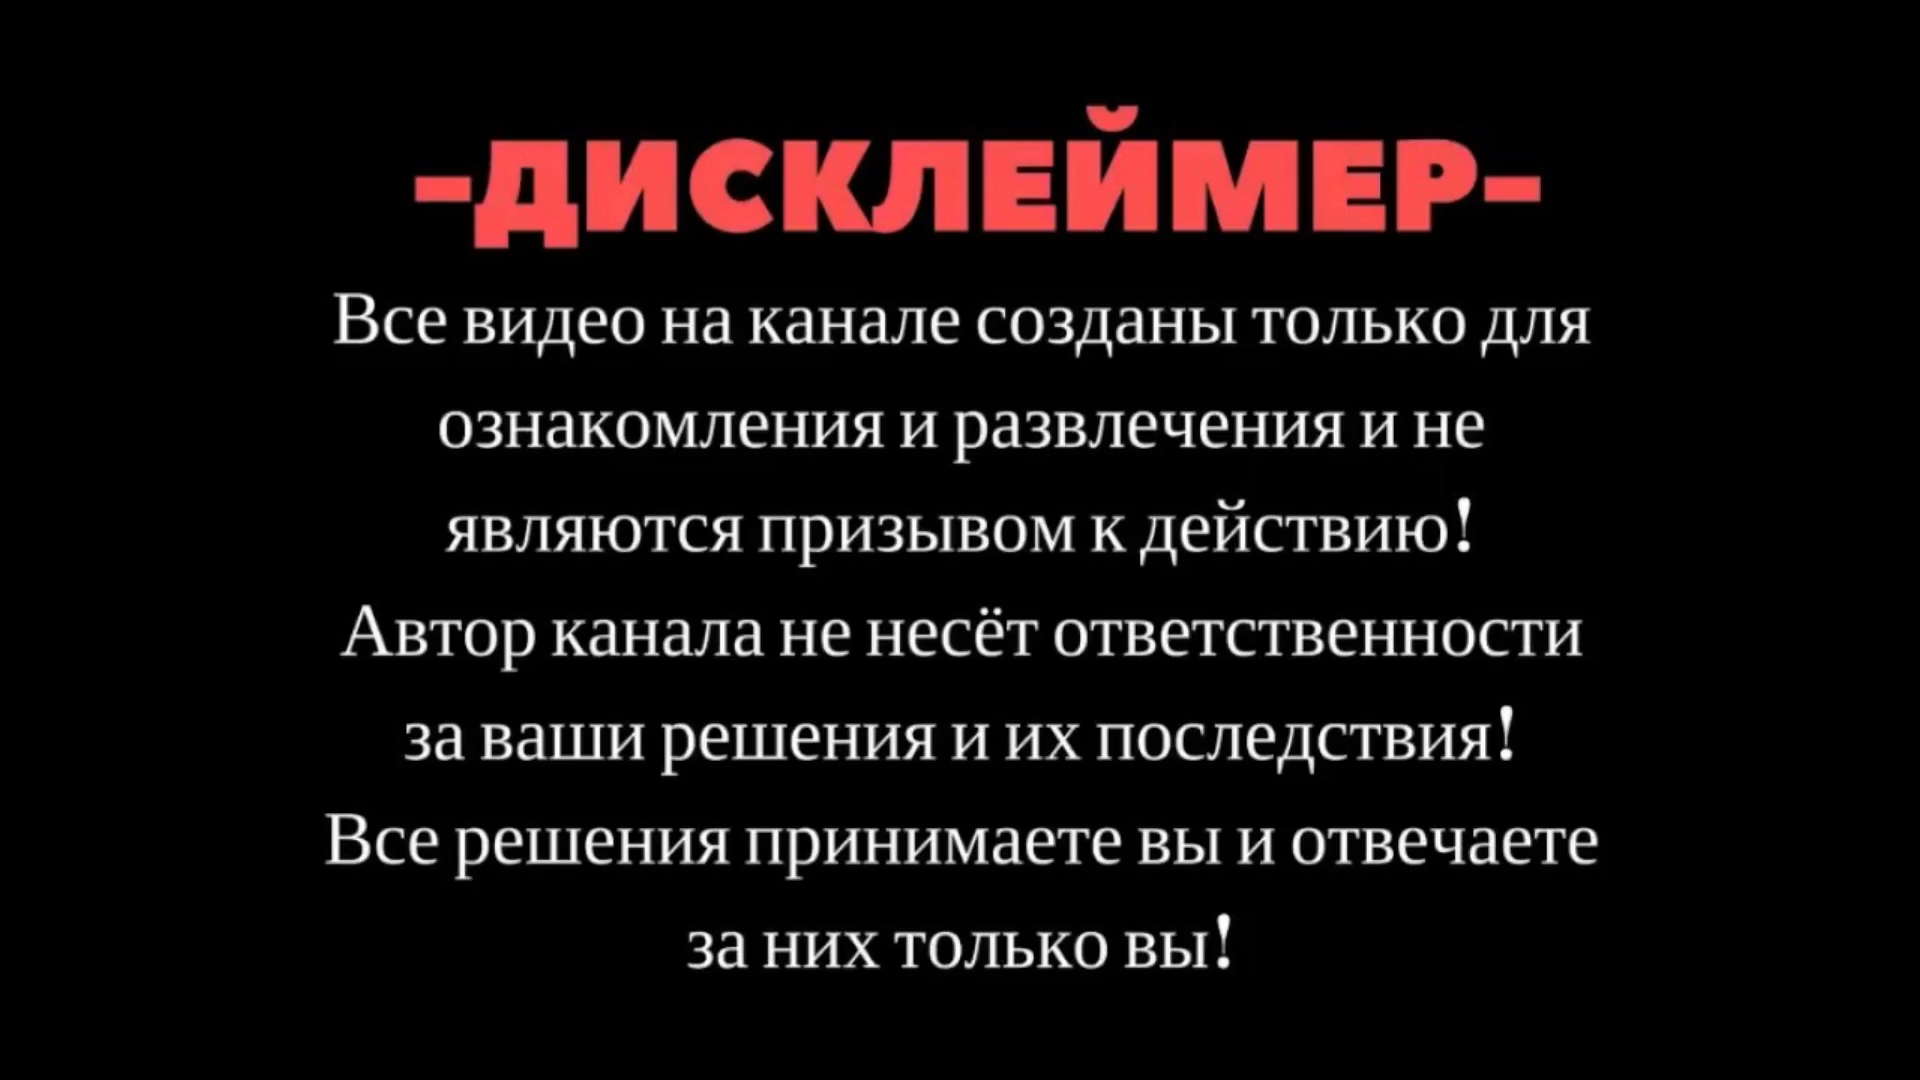 -ДИСКЛЕЙМЕР-
Все видео на канале созданы только для
ознакомления и развлечения и не
являются призывом к действию!
Автор канала не несёт ответственности
за ваши решения и их последствия!
Все решения принимаете вы и отвечаете
за них только вы!